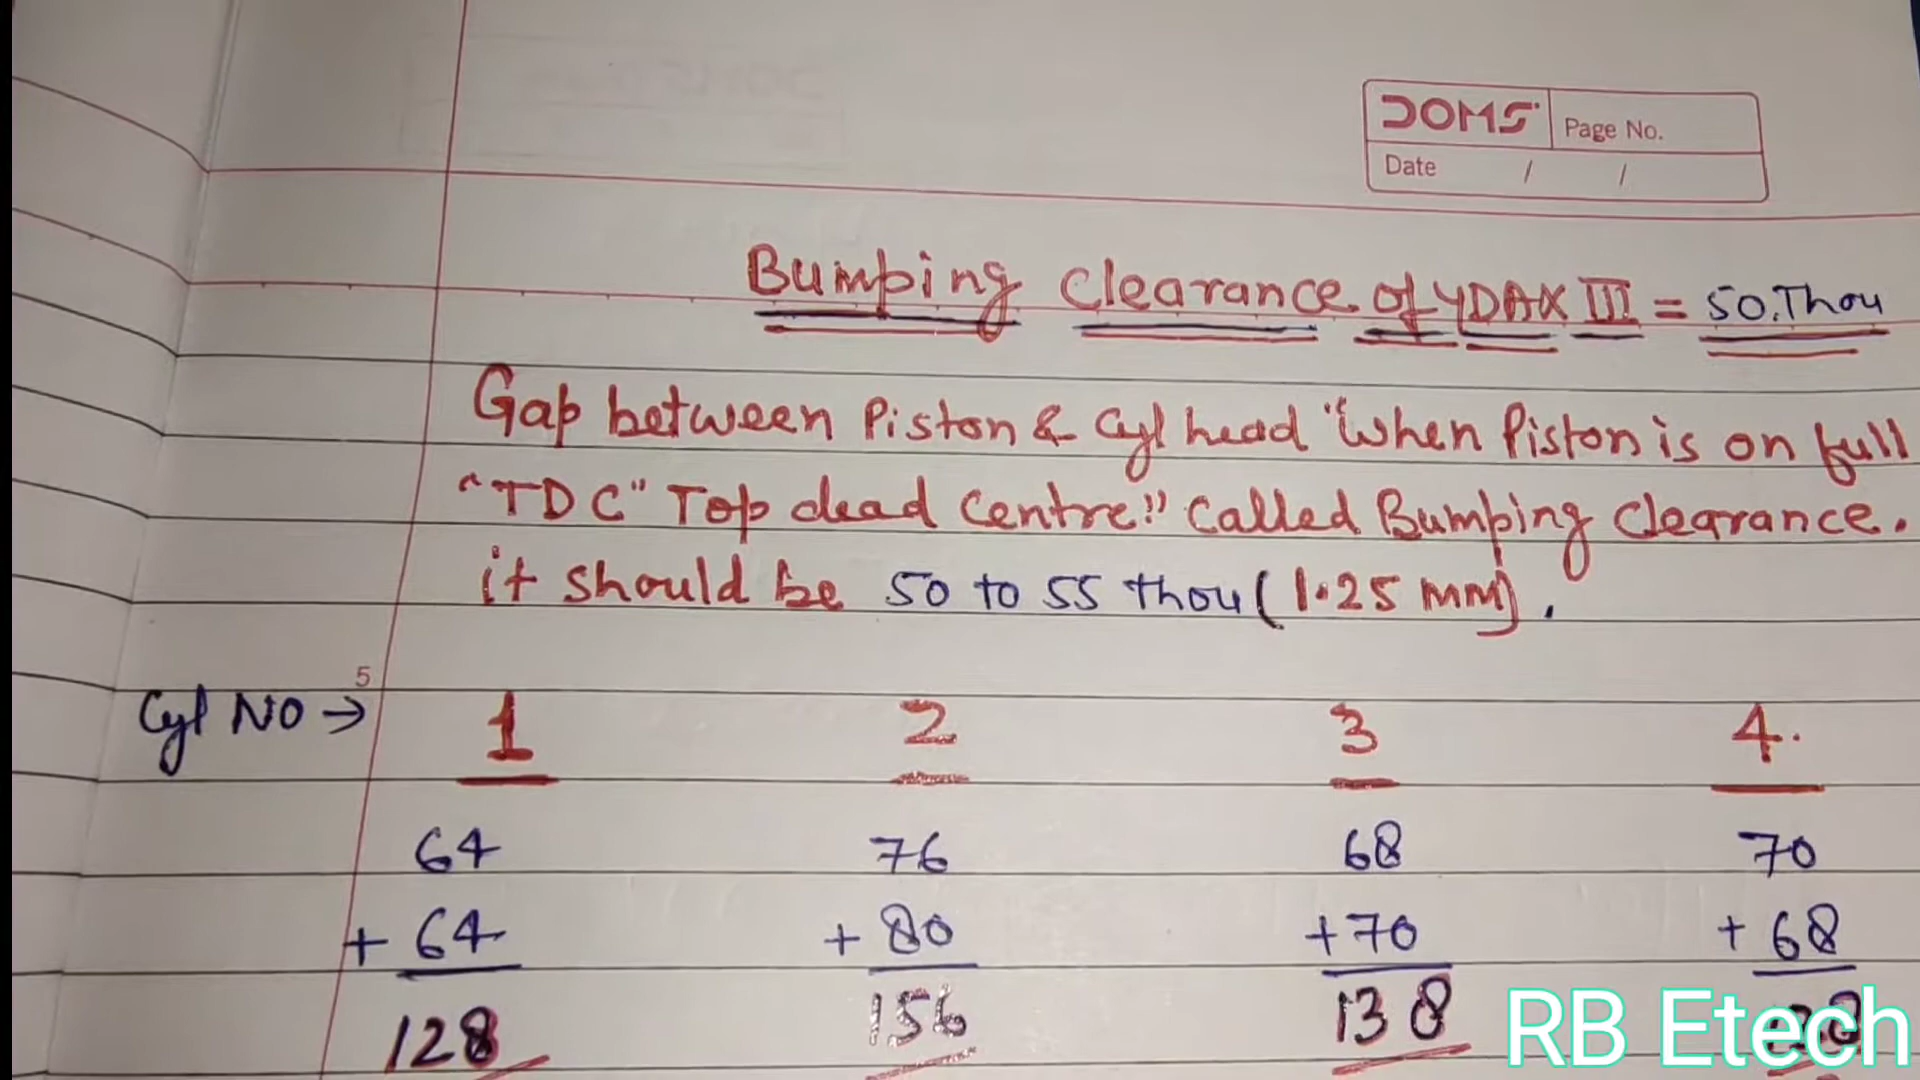 DOMS Page No.
Date / /
Bumping Clearance of YDAX III = 50.Thou
Gap between Piston & Cyl head "When Piston is on full
"TDC" Top dead Centre." Called Bumping Clearance.
it should be 50 to 55 thou (1.25 mm).
5
Cyl NO → 1 2 3 4.
64 76 68 70
+ 64 + 80 + 70 + 68
128 156 138
RB Etech